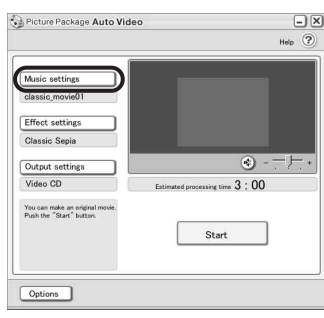 Picture Package Auto Video
Help ?
Music settings
classic_movie01
Effect settings
Classic Sepia
Output settings
Video CD
Estimated processing time 3 : 00
You can make an original movie.
Push the "Start" button.
Start
Options